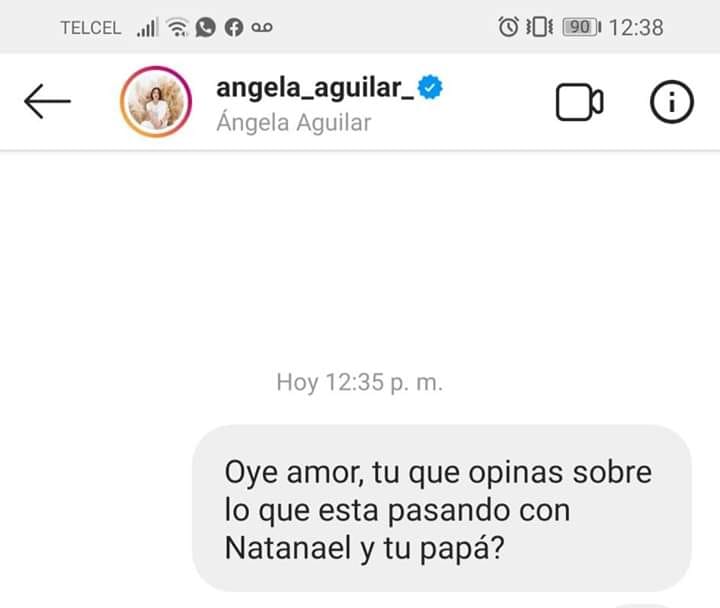 TELCEL 90 12:38
angela_aguilar_
Ángela Aguilar
Hoy 12:35 p. m.
Oye amor, tu que opinas sobre
lo que esta pasando con
Natanael y tu papá?